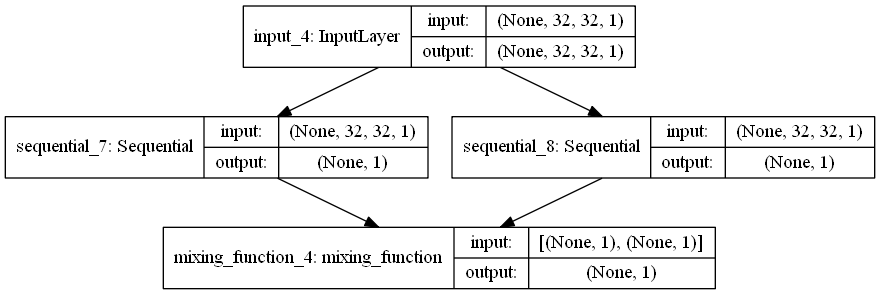 input_4: InputLayer
input: (None, 32, 32, 1)
output: (None, 32, 32, 1)
sequential_7: Sequential
input: (None, 32, 32, 1)
output: (None, 1)
sequential_8: Sequential
input: (None, 32, 32, 1)
output: (None, 1)
mixing_function_4: mixing_function
input: [(None, 1), (None, 1)]
output: (None, 1)